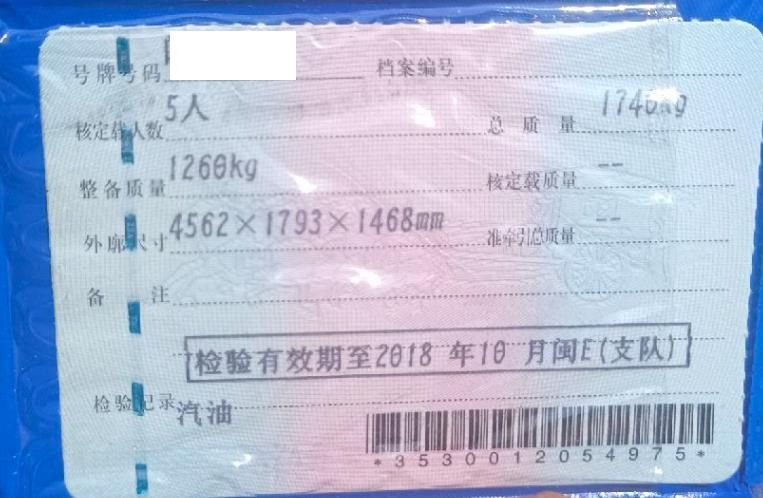 号牌号码 档案编号
核定载人数 5人 总质量 1740kg
整备质量 1260kg 核定载质量 --
外廓尺寸 4562×1793×1468mm 准牵引总质量 --
备注
检验有效期至2018年10月闽E(支队)
检验记录 汽油
*3530012054975*